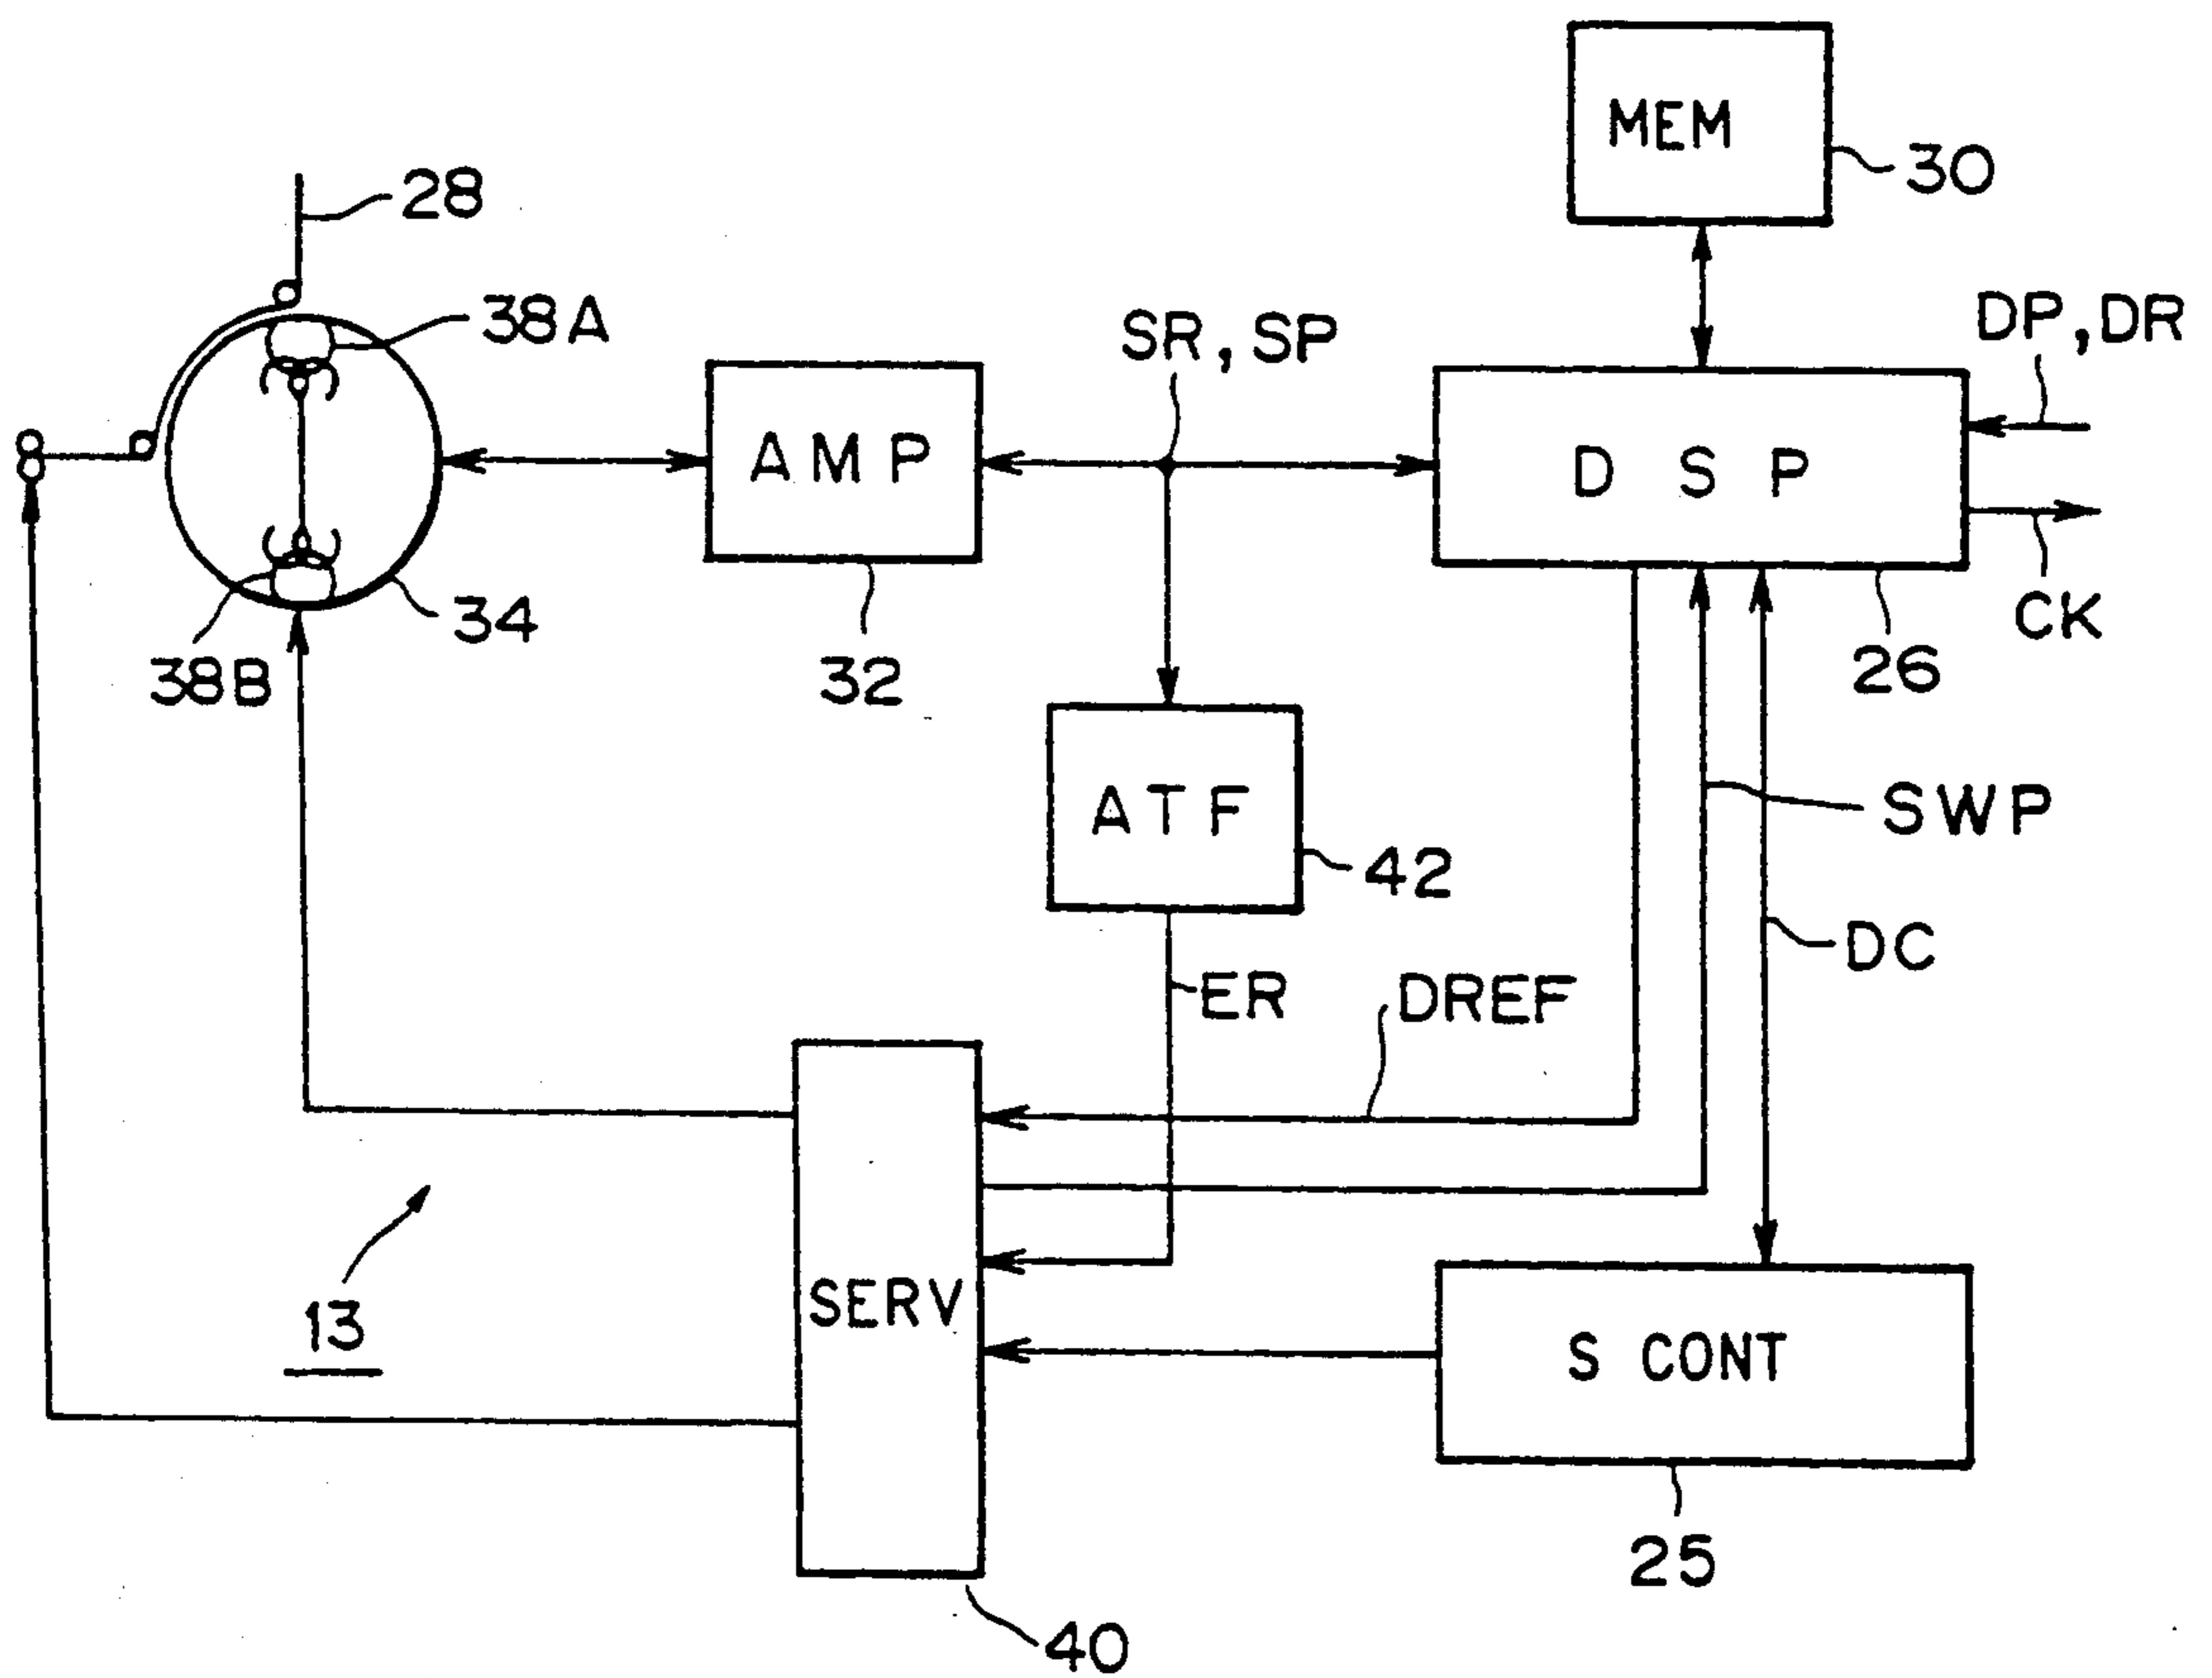 MEM
30
28
38A
SR, SP
DP, DR
AMP
DSP
34
38B
32
CK
26
ATF
SWP
42
DC
ER
DREF
SERV
13
S CONT
25
40